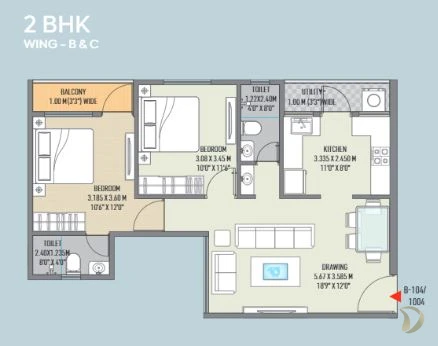 2 BHK
WING - B & C
BALCONY
1.00 M (3'3") WIDE
TOILET
1.22X2.40M
4'0" X 8'0"
UTILITY
1.00 M (3'3") WIDE
BEDROOM
3.08 X 3.45 M
10'0" X 11'6"
KITCHEN
3.335 X 2.450 M
11'0" X 8'0"
BEDROOM
3.185 X 3.60 M
10'6" X 12'0"
TOILET
2.40X1.235M
8'0" X 4'0"
DRAWING
5.67 X 3.585 M
18'9" X 12'0"
B-104/
1004